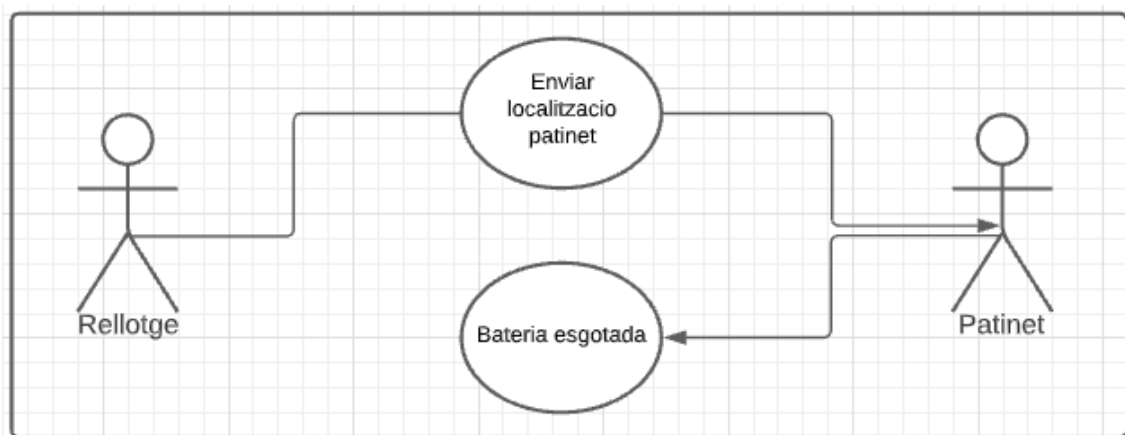 Enviar
localitzacio
patinet
Rellotge
Patinet
Bateria esgotada